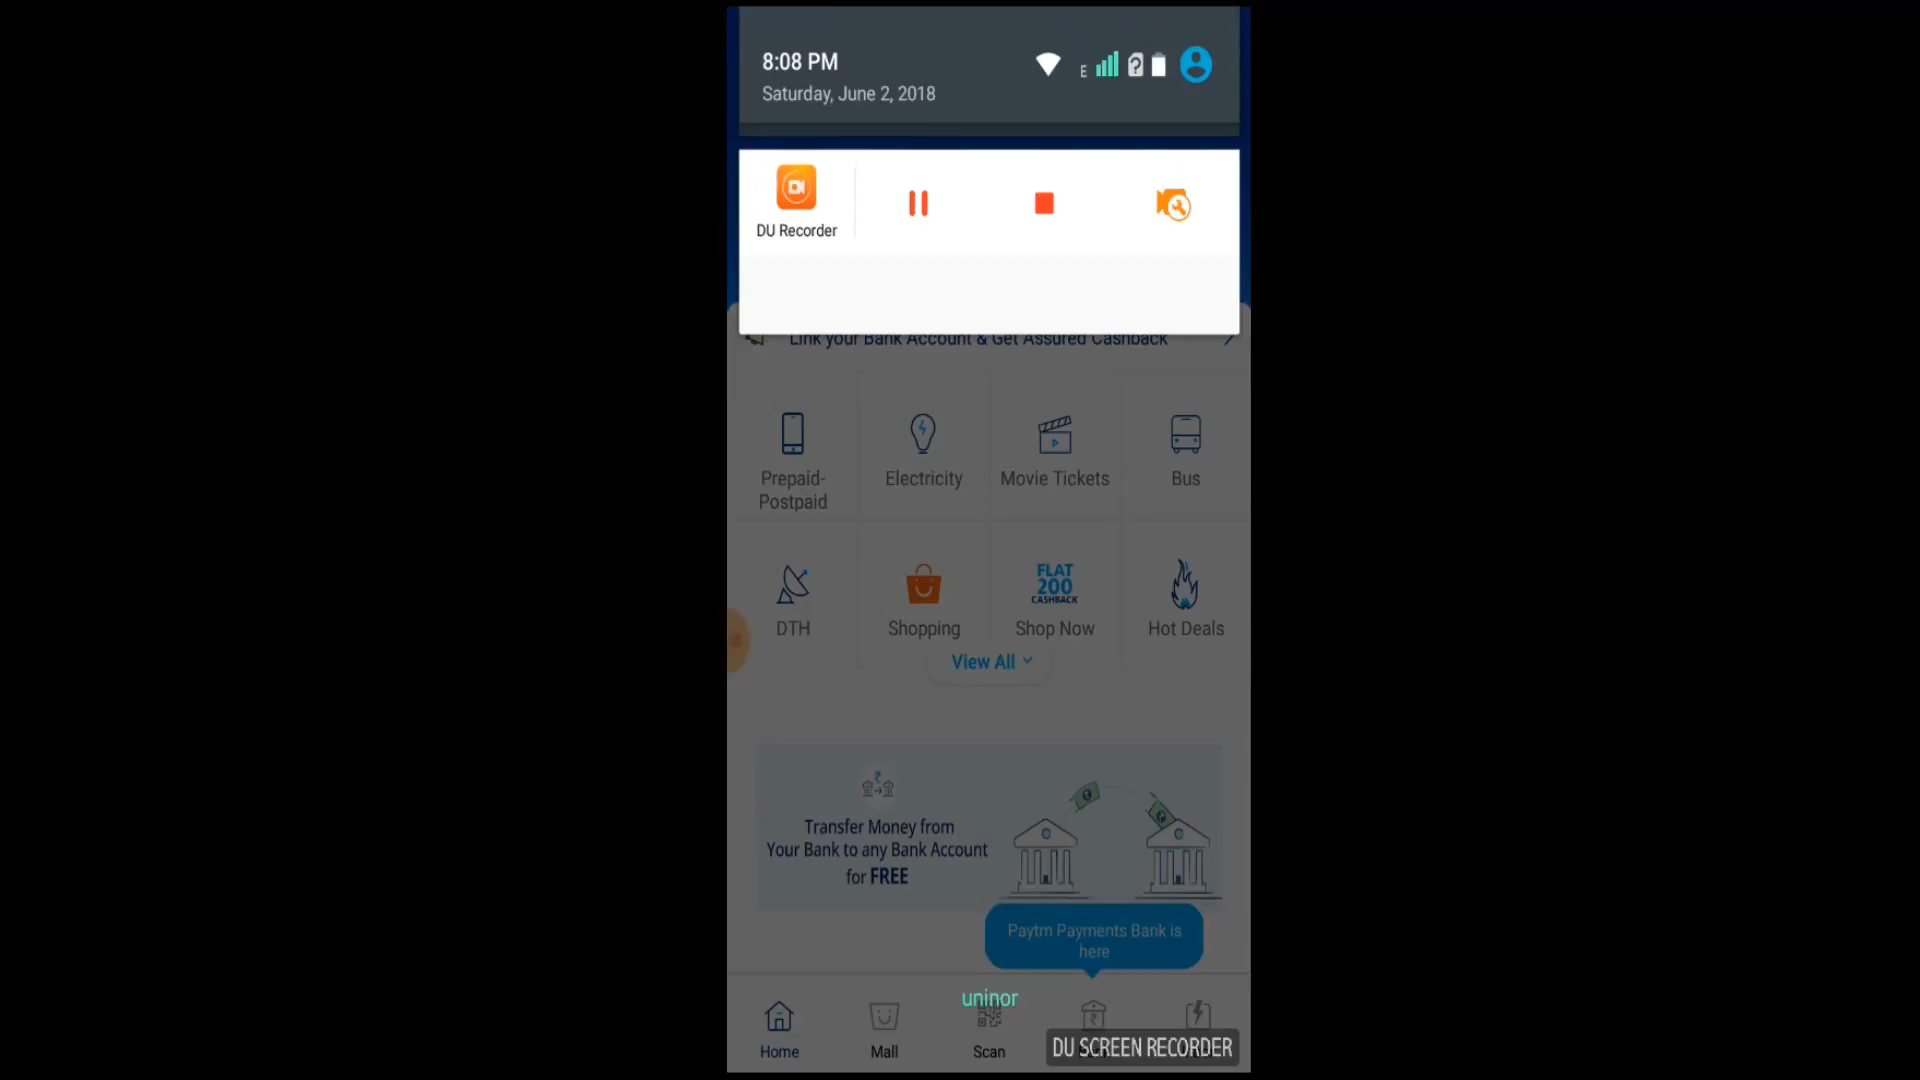 8:08 PM
E
Saturday, June 2, 2018
DU Recorder
Link your Bank Account & Get Assured Cashback
Prepaid-
Postpaid
Electricity
Movie Tickets
Bus
FLAT
200
CASHBACK
DTH
Shopping
Shop Now
Hot Deals
View All
Transfer Money from
Your Bank to any Bank Account
for FREE
Paytm Payments Bank is
here
uninor
Home
Mall
Scan
DU SCREEN RECORDER